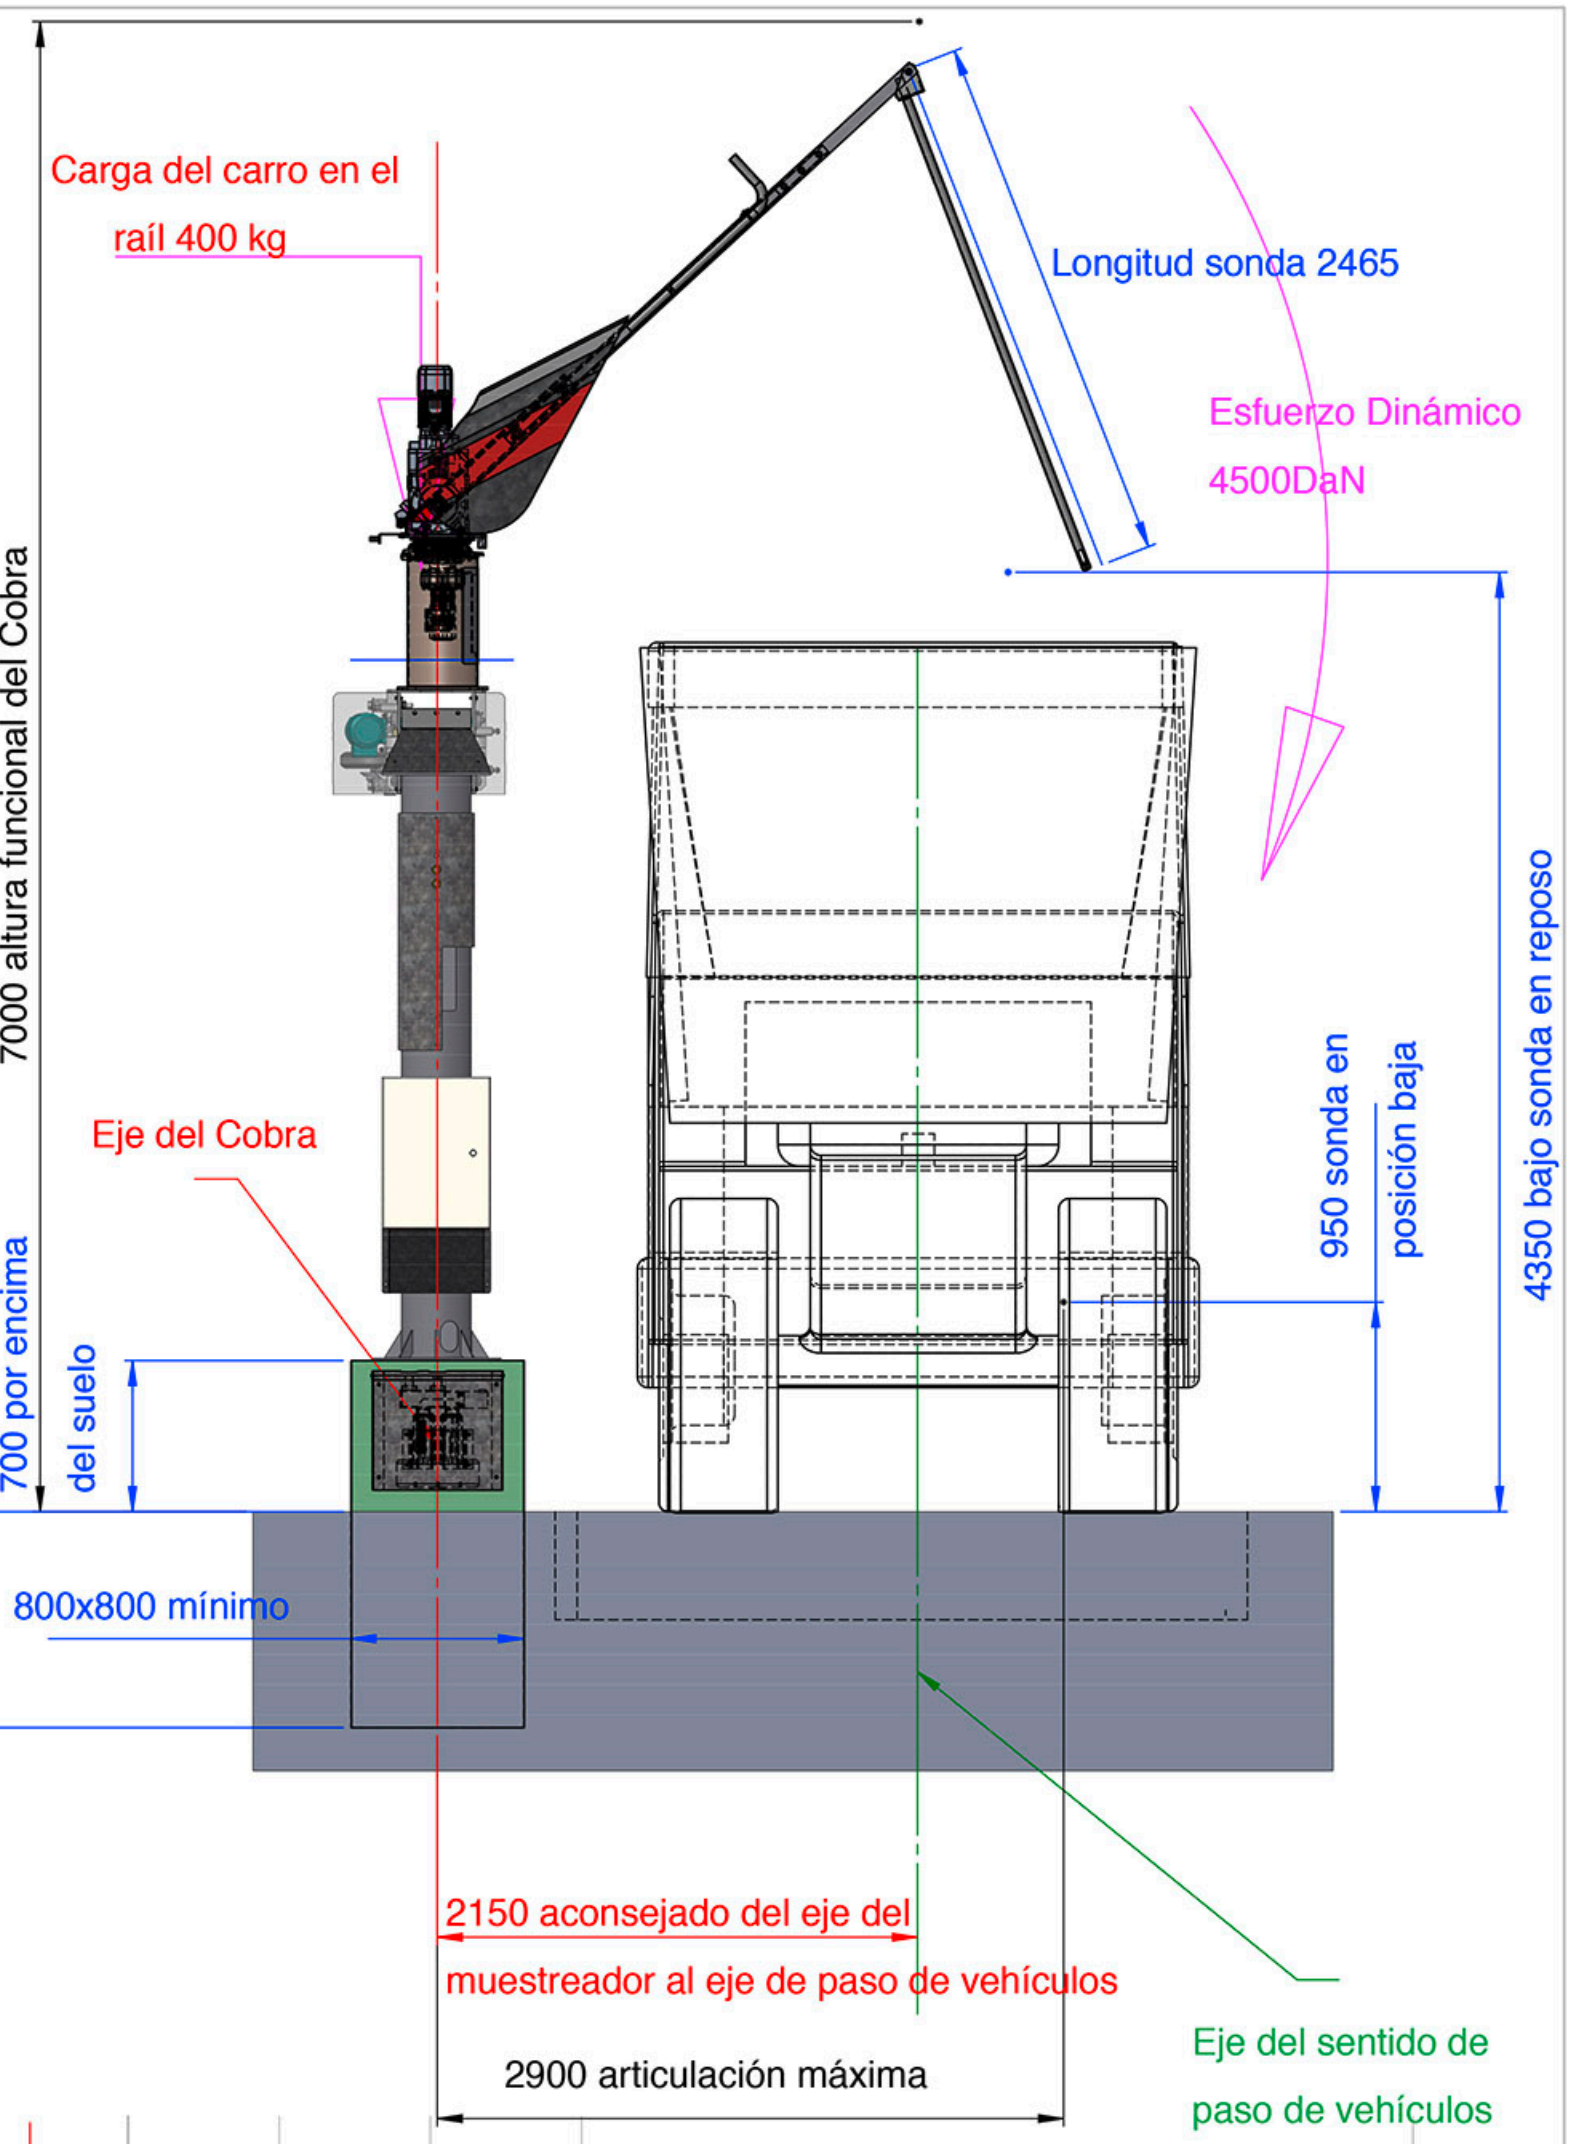 Carga del carro en el
raíl 400 kg
Longitud sonda 2465
Esfuerzo Dinámico
4500DaN
7000 altura funcional del Cobra
Eje del Cobra
950 sonda en
posición baja
4350 bajo sonda en reposo
700 por encima
del suelo
800x800 mínimo
2150 aconsejado del eje del
muestreador al eje de paso de vehículos
2900 articulación máxima
Eje del sentido de
paso de vehículos